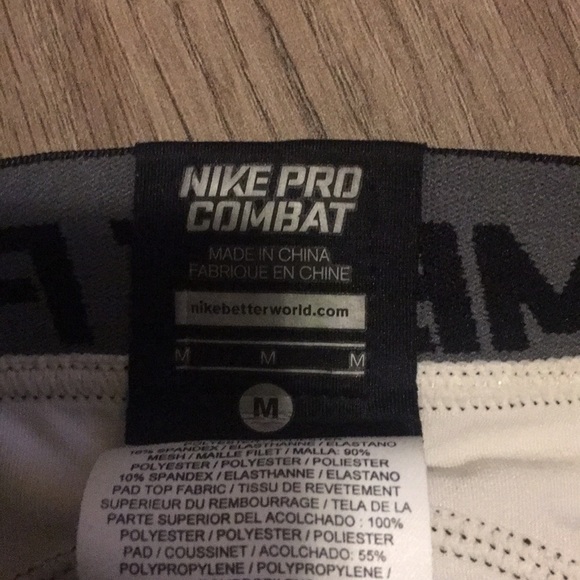 NIKE PRO
COMBAT
MADE IN CHINA
FABRIQUE EN CHINE
nikebetterworld.com
M M M
M
10% SPANDEX / ELASTHANNE / ELASTANO
MESH / MAILLE FILET / MALLA: 90%
POLYESTER / POLYESTER / POLIESTER
10% SPANDEX / ELASTHANNE / ELASTANO
PAD TOP FABRIC / TISSU DE REVETEMENT
SUPERIEUR DU REMBOURRAGE / TELA DE LA
PARTE SUPERIOR DEL ACOLCHADO : 100%
POLYESTER / POLYESTER / POLIESTER
PAD / COUSSINET / ACOLCHADO: 55%
POLYPROPYLENE / POLYPROPYLENE /